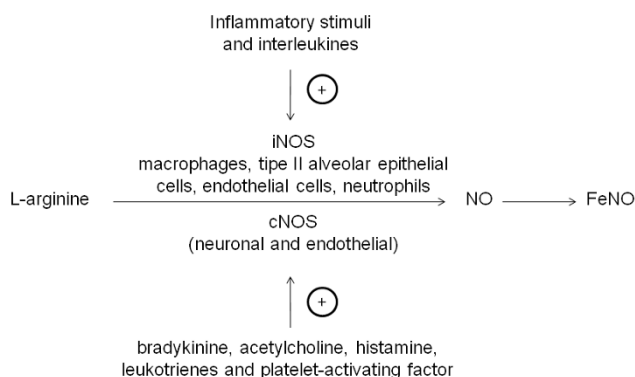 Inflammatory stimuli
and interleukines
+
iNOS
macrophages, tipe II alveolar epithelial
cells, endothelial cells, neutrophils
L-arginine
NO
FeNO
cNOS
(neuronal and endothelial)
+
bradykinine, acetylcholine, histamine,
leukotrienes and platelet-activating factor